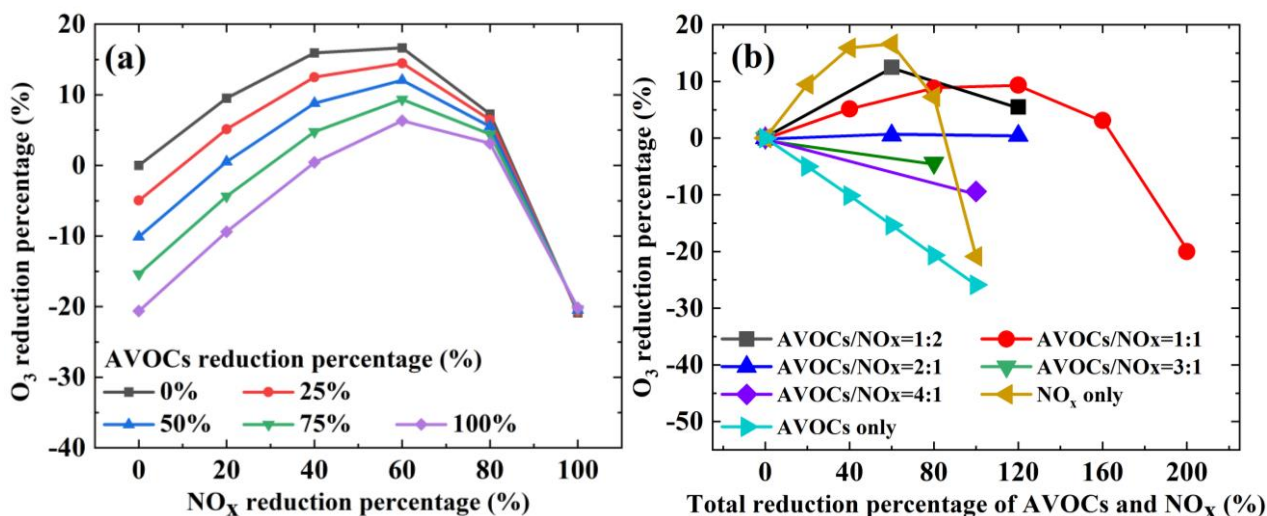 (a)
O3 reduction percentage (%)
20
10
0
-10
-20
-30
-40
AVOCs reduction percentage (%)
0%
25%
50%
75%
100%
0
20
40
60
80
100
NOX reduction percentage (%)
(b)
O3 reduction percentage (%)
20
10
0
-10
-20
-30
-40
-50
AVOCs/NOx=1:2
AVOCs/NOx=1:1
AVOCs/NOx=2:1
AVOCs/NOx=3:1
AVOCs/NOx=4:1
NOx only
AVOCs only
0
40
80
120
160
200
Total reduction percentage of AVOCs and NOX (%)